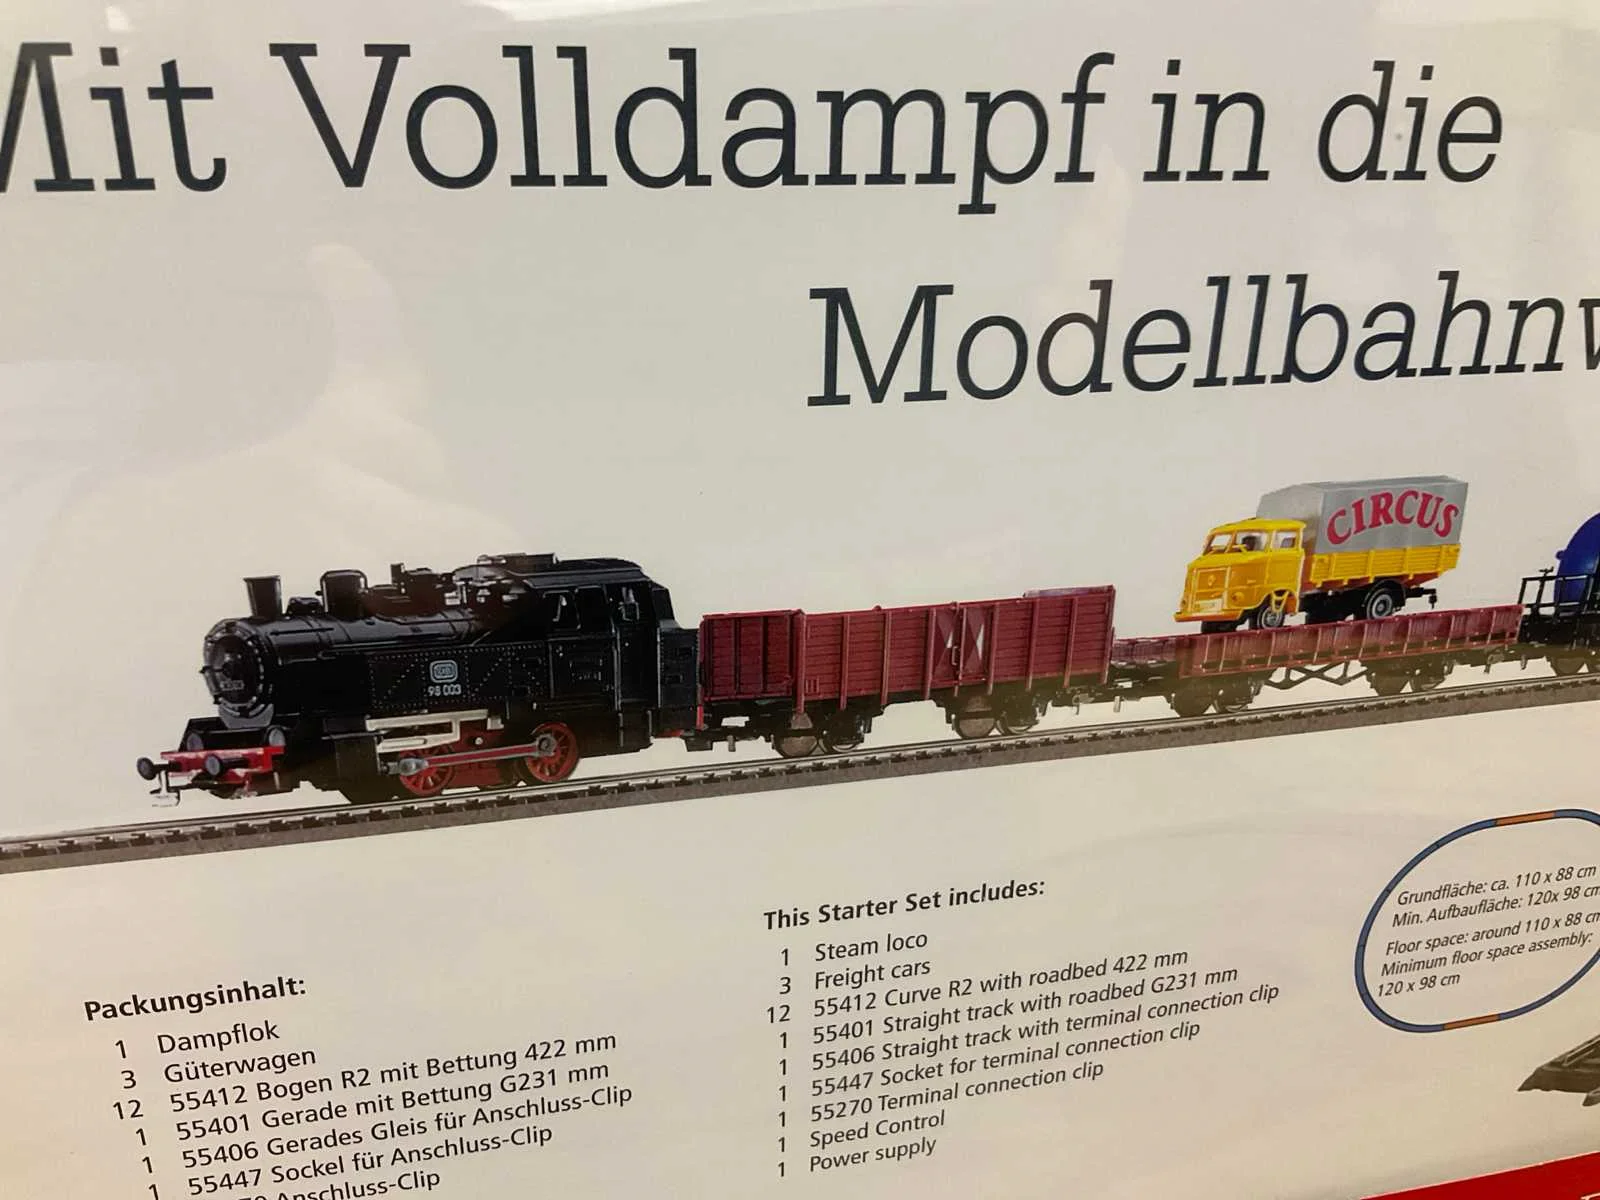 Mit Volldampf in die
Modellbahn
CIRCUS
DB
98 003
Packungsinhalt:
1 Dampflok
3 Güterwagen
12 55412 Bogen R2 mit Bettung 422 mm
1 55401 Gerade mit Bettung G231 mm
1 55406 Gerades Gleis für Anschluss-Clip
1 55447 Sockel für Anschluss-Clip
Anschluss-Clip
This Starter Set includes:
1 Steam loco
3 Freight cars
12 55412 Curve R2 with roadbed 422 mm
1 55401 Straight track with roadbed G231 mm
1 55406 Straight track with terminal connection clip
1 55447 Socket for terminal connection clip
1 55270 Terminal connection clip
1 Speed Control
1 Power supply
Grundfläche: ca. 110 x 88 cm
Min. Aufbaufläche: 120x 98 cm
Floor space: around 110 x 88 cm
Minimum floor space assembly:
120 x 98 cm